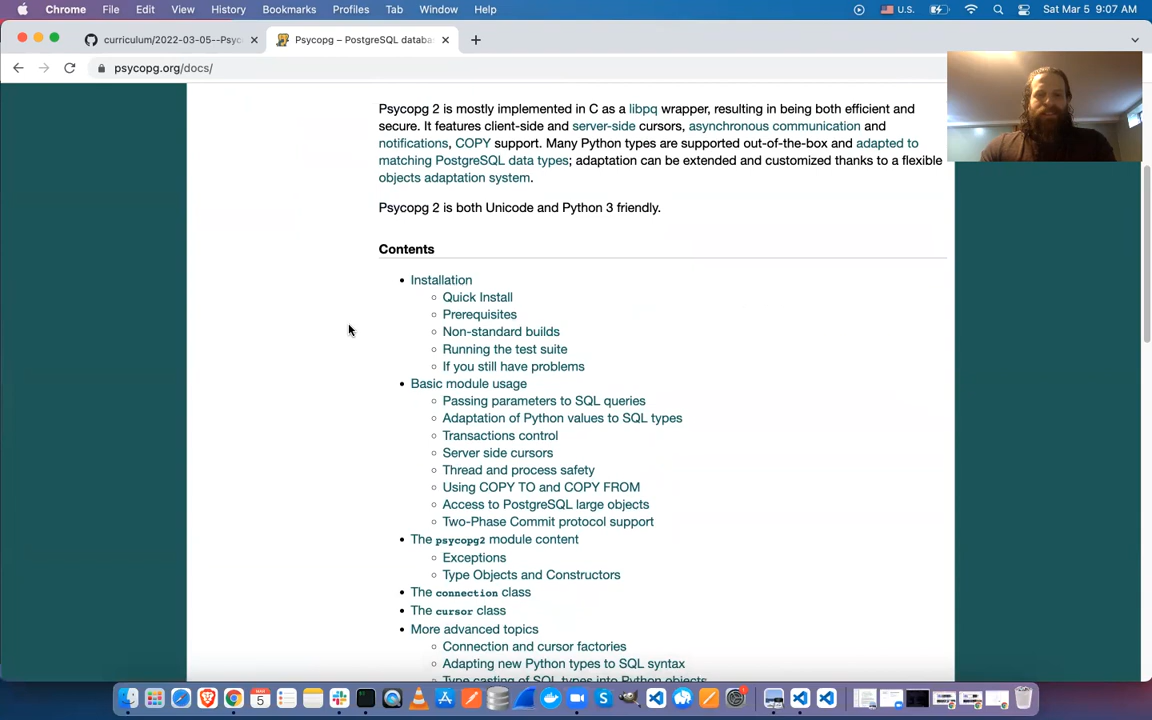 Chrome File Edit View History Bookmarks Profiles Tab Window Help U.S. Sat Mar 5 9:07 AM
curriculum/2022-03-05--Psyc Psycopg – PostgreSQL databa
psycopg.org/docs/
Psycopg 2 is mostly implemented in C as a libpq wrapper, resulting in being both efficient and
secure. It features client-side and server-side cursors, asynchronous communication and
notifications, COPY support. Many Python types are supported out-of-the-box and adapted to
matching PostgreSQL data types; adaptation can be extended and customized thanks to a flexible
objects adaptation system.
Psycopg 2 is both Unicode and Python 3 friendly.
Contents
Installation
Quick Install
Prerequisites
Non-standard builds
Running the test suite
If you still have problems
Basic module usage
Passing parameters to SQL queries
Adaptation of Python values to SQL types
Transactions control
Server side cursors
Thread and process safety
Using COPY TO and COPY FROM
Access to PostgreSQL large objects
Two-Phase Commit protocol support
The psycopg2 module content
Exceptions
Type Objects and Constructors
The connection class
The cursor class
More advanced topics
Connection and cursor factories
Adapting new Python types to SQL syntax
Type casting of SQL types into Python objects